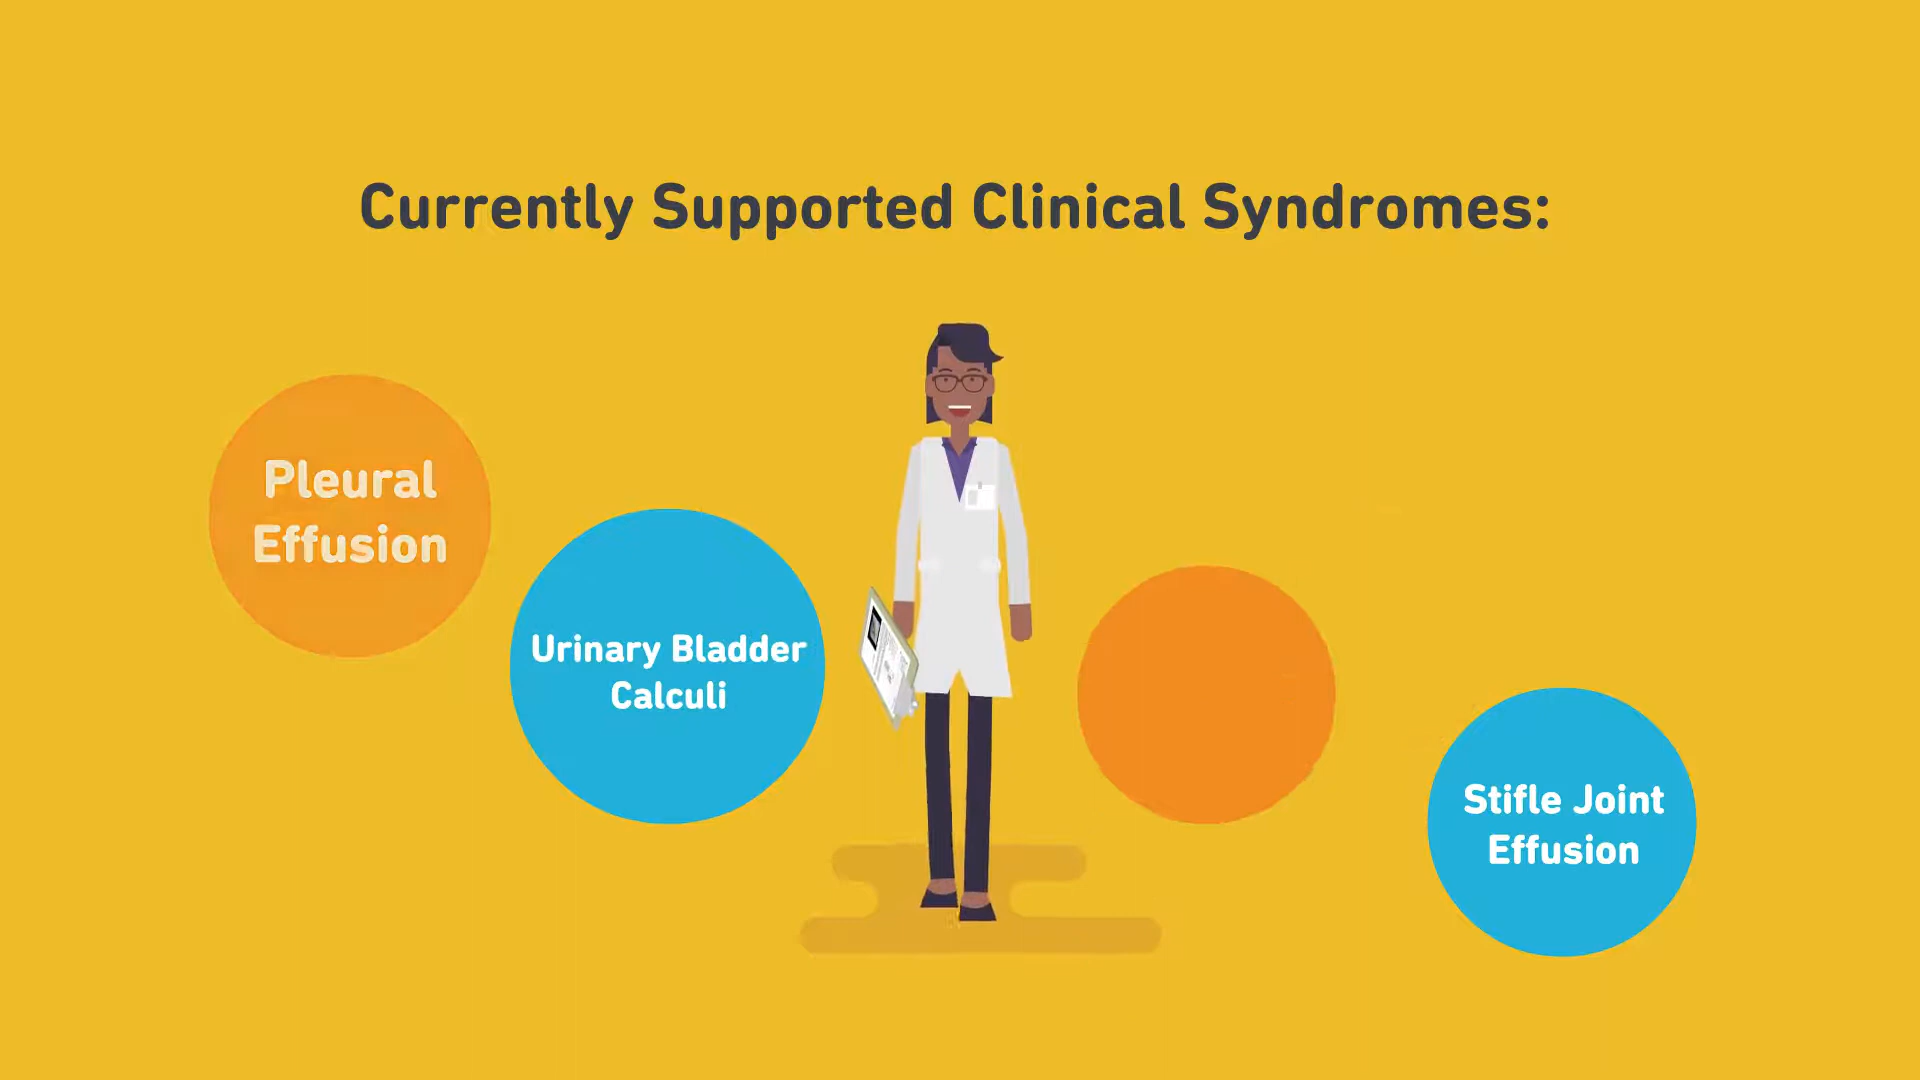 Currently Supported Clinical Syndromes:
Pleural
Effusion
Urinary Bladder
Calculi
Stifle Joint
Effusion